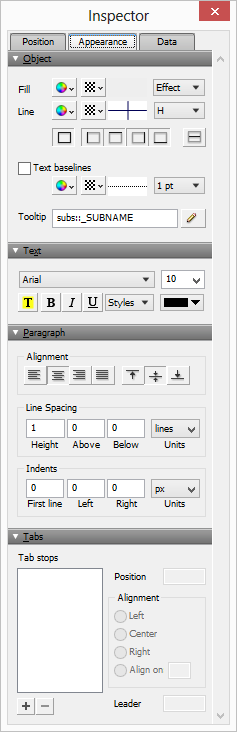 Inspector
Position Appearance Data
Object
Fill Effect
Line H
Text baselines
1 pt
Tooltip subs::_SUBNAME
Text
Arial 10
T B I U Styles
Paragraph
Alignment
Line Spacing
1 0 0 lines
Height Above Below Units
Indents
0 0 0 px
First line Left Right Units
Tabs
Tab stops Position
Alignment
Left
Center
Right
Align on
Leader